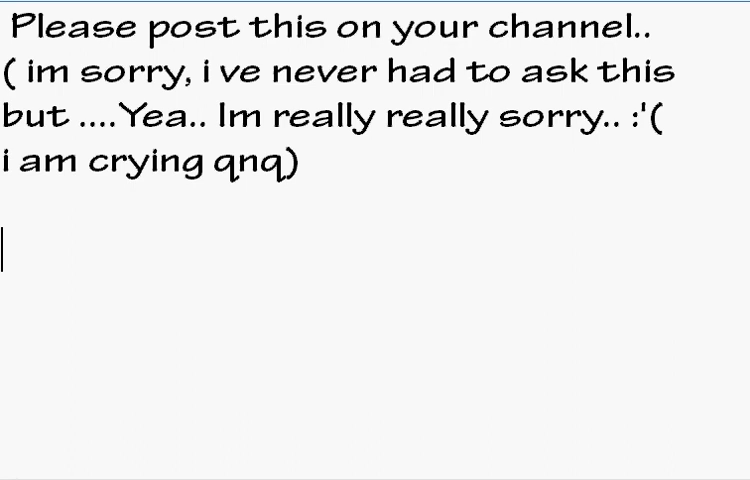 Please post this on your channel..
( im sorry, i ve never had to ask this
but ....Yea.. Im really really sorry.. :'(
i am crying qnq)